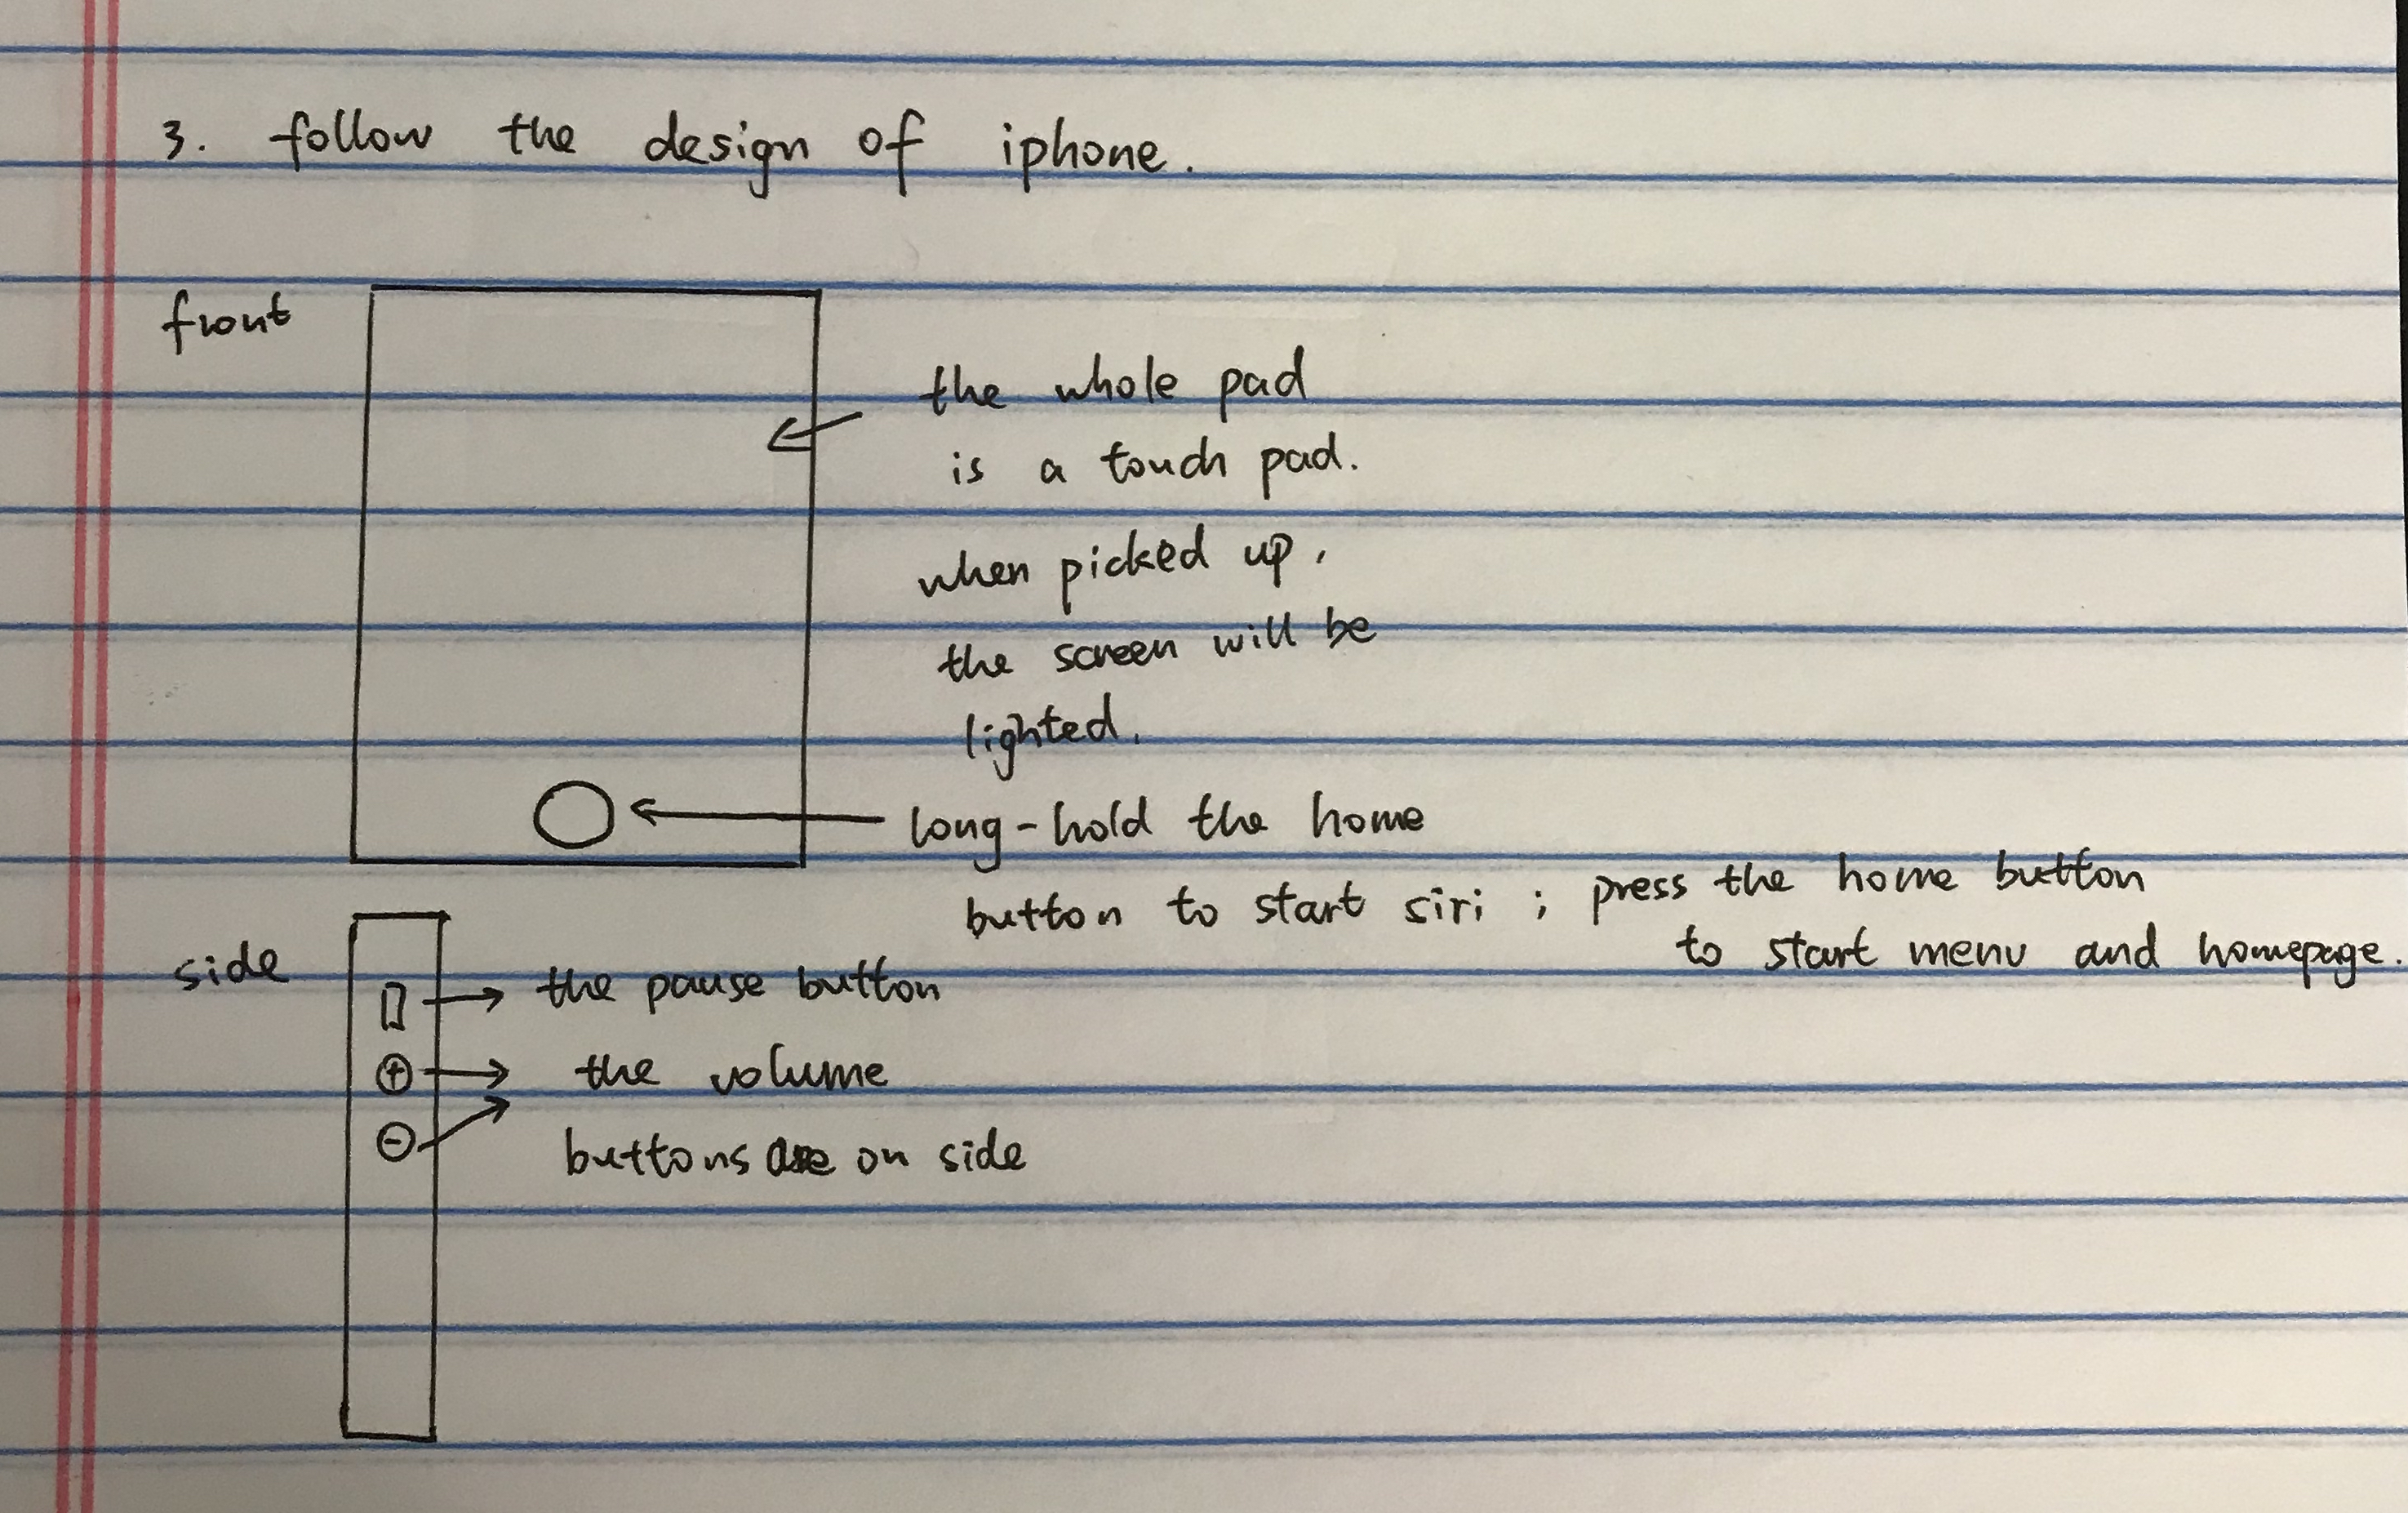 3. follow the design of iphone.
front
the whole pad
is a touch pad.
when picked up,
the screen will be
lighted.
long-hold the home
button to start siri ; press the home button
to start menu and homepage.
side
the pause button
+
the volume
-
buttons are on side